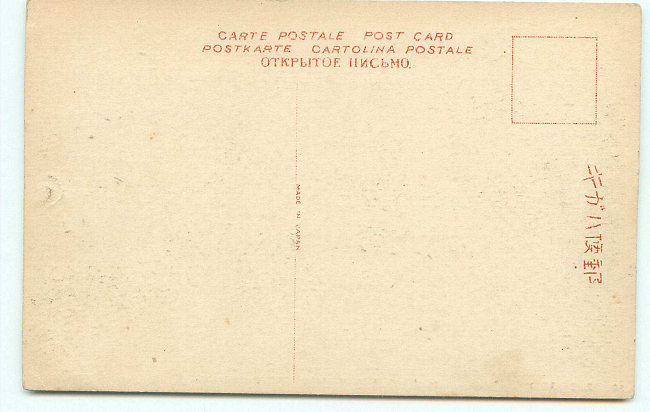 CARTE POSTALE POST CARD
POSTKARTE CARTOLINA POSTALE
ОТКРЫТОЕ ПИСЬМО.
MADE IN JAPAN
郵便ハガキ